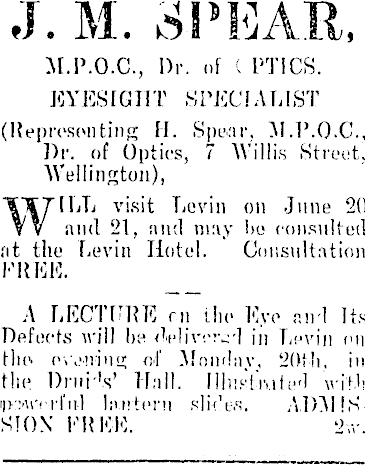 J. M. SPEAR,
M.P.O.C., Dr. of OPTICS.
EYESIGHT SPECIALIST
(Representing H. Spear, M.P.O.C.,
Dr. of Optics, 7 Willis Street,
Wellington),
WILL visit Levin on June 20
and 21, and may be consulted
at the Levin Hotel. Consultation
FREE.
A LECTURE on the Eye and Its
Defects will be delivered in Levin on
the evening of Monday, 20th, in
the Druids' Hall. Illustrated with
powerful lantern slides. ADMIS-
SION FREE. 2w.